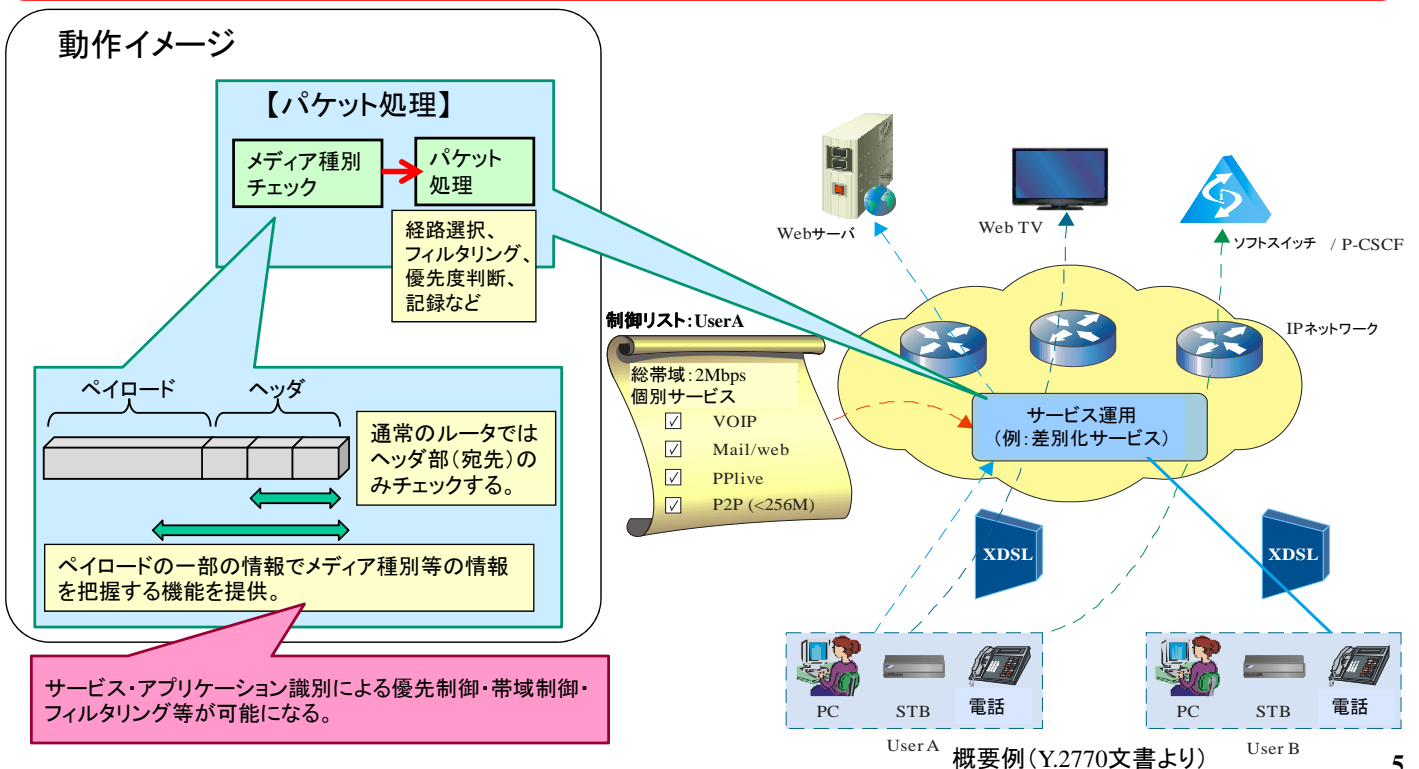 動作イメージ
【パケット処理】
メディア種別
チェック
パケット
処理
経路選択、
フィルタリング、
優先度判断、
記録など
ペイロード
ヘッダ
通常のルータでは
ヘッダ部(宛先)の
みチェックする。
ペイロードの一部の情報でメディア種別等の情報
を把握する機能を提供。
サービス・アプリケーション識別による優先制御・帯域制御・
フィルタリング等が可能になる。
Webサーバ
Web TV
ソフトスイッチ / P-CSCF
IPネットワーク
制御リスト:UserA
総帯域:2Mbps
個別サービス
☑ VOIP
☑ Mail/web
☑ PPlive
☑ P2P (<256M)
サービス運用
(例:差別化サービス)
XDSL
XDSL
PC STB 電話
User A
PC STB 電話
User B
概要例(Y.2770文書より)
5